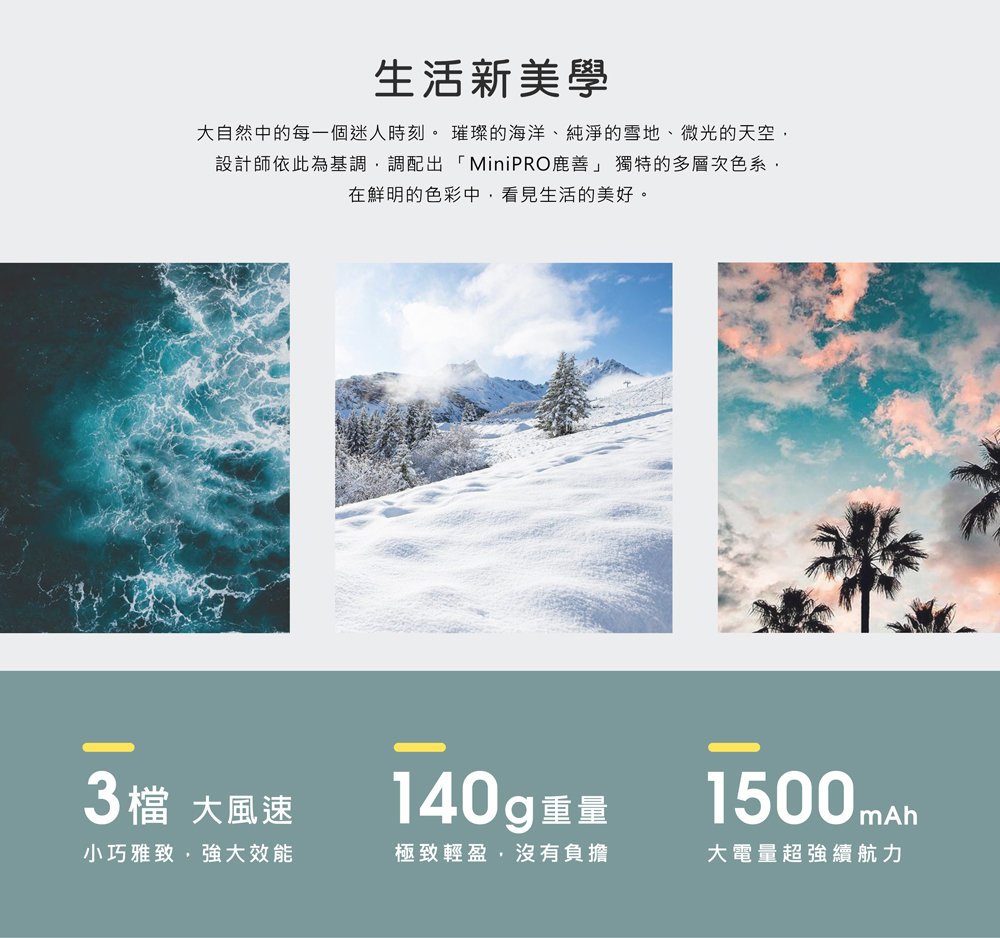 生活新美學
大自然中的每一個迷人時刻。 璀璨的海洋、純淨的雪地、微光的天空，
設計師依此為基調，調配出 「MiniPRO鹿善」 獨特的多層次色系，
在鮮明的色彩中，看見生活的美好。
3檔 大風速
小巧雅致，強大效能
140g重量
極致輕盈，沒有負擔
1500mAh
大電量超強續航力